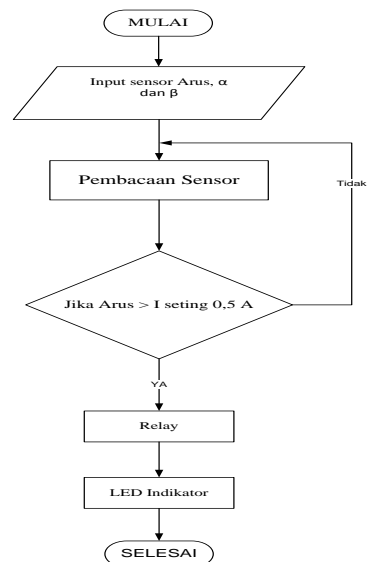 MULAI
Input sensor Arus, α
dan β
Pembacaan Sensor
Tidak
Jika Arus > I seting 0,5 A
YA
Relay
LED Indikator
SELESAI